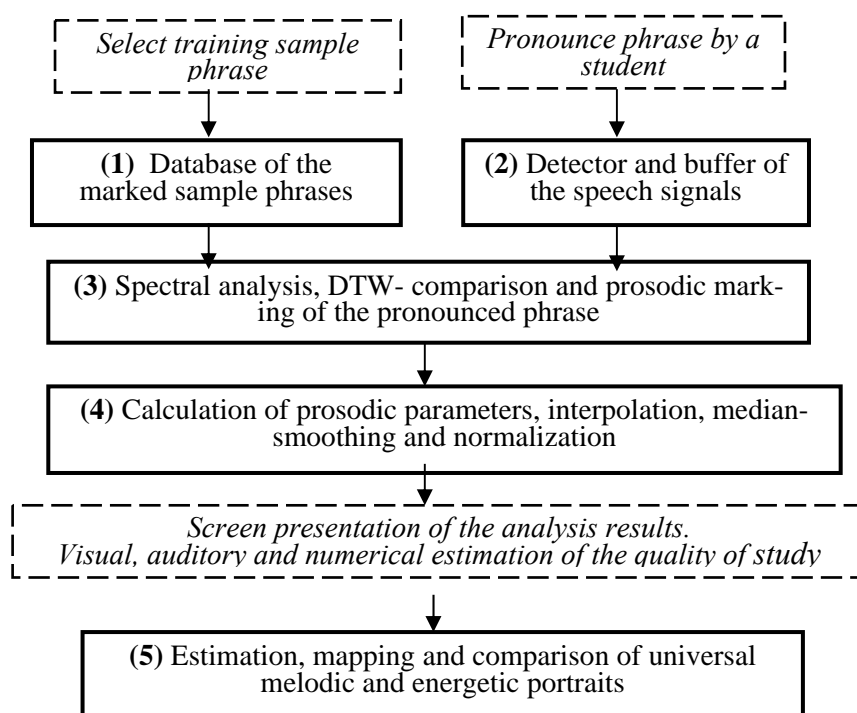 Select training sample
phrase
Pronounce phrase by a
student
(1) Database of the
marked sample phrases
(2) Detector and buffer of
the speech signals
(3) Spectral analysis, DTW- comparison and prosodic mark-
ing of the pronounced phrase
(4) Calculation of prosodic parameters, interpolation, median-
smoothing and normalization
Screen presentation of the analysis results.
Visual, auditory and numerical estimation of the quality of study
(5) Estimation, mapping and comparison of universal
melodic and energetic portraits